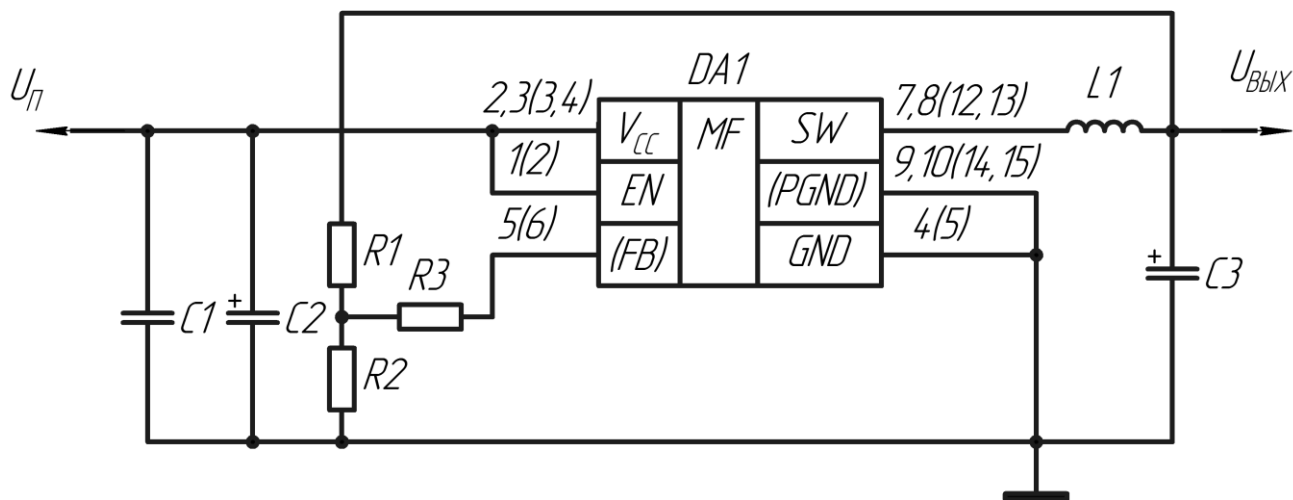 DA1
U_П
2,3(3,4)
7,8(12,13)
L1
U_ВЫХ
V_CC
MF
SW
1(2)
9,10(14,15)
EN
(PGND)
5(6)
4(5)
(FB)
GND
R1
R3
+
C3
+
C1
C2
R2